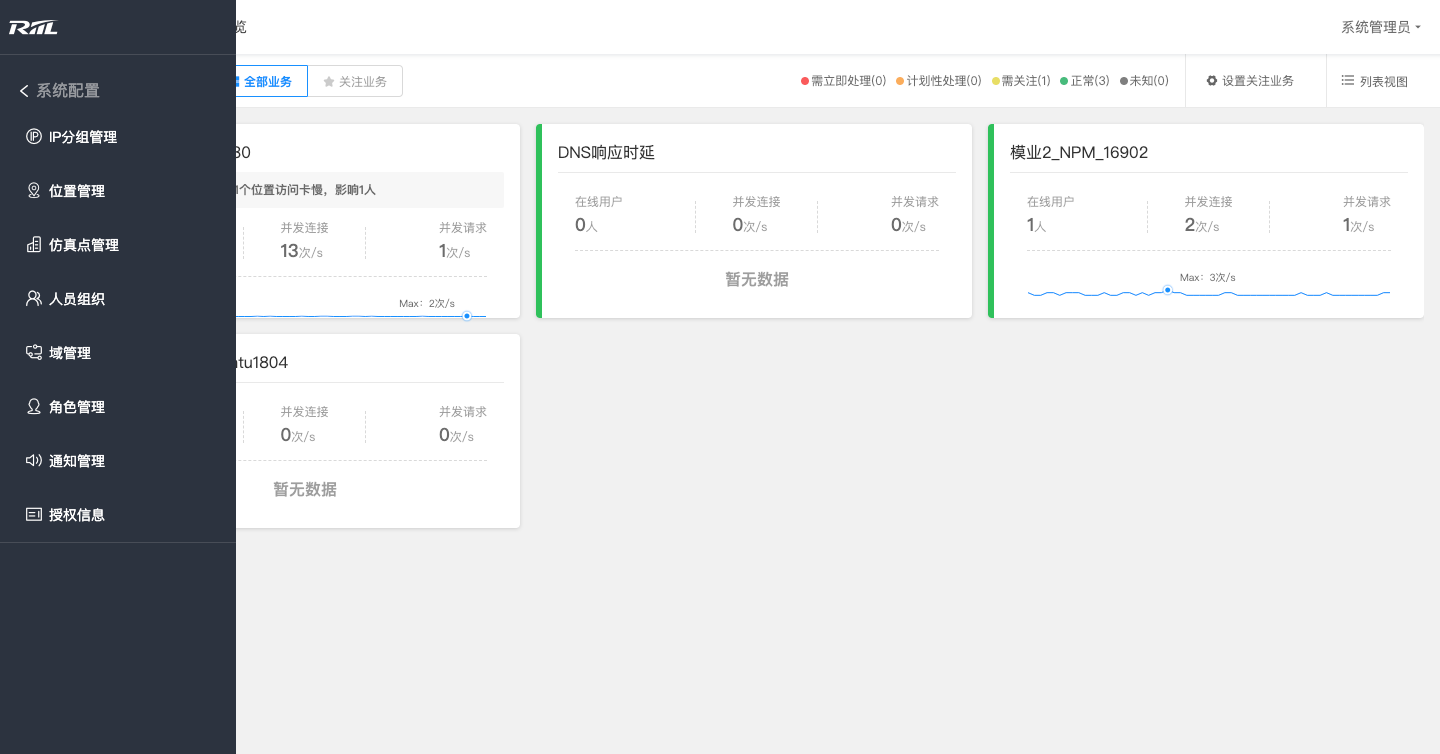 RIIL
览
系统管理员
系统配置
IP分组管理
位置管理
仿真点管理
人员组织
域管理
角色管理
通知管理
授权信息
全部业务
关注业务
需立即处理(0)
计划性处理(0)
需关注(1)
正常(3)
未知(0)
设置关注业务
列表视图
30
1个位置访问卡慢，影响1人
并发连接
13次/s
并发请求
1次/s
Max：2次/s
DNS响应时延
在线用户
0人
并发连接
0次/s
并发请求
0次/s
暂无数据
模业2_NPM_16902
在线用户
1人
并发连接
2次/s
并发请求
1次/s
Max：3次/s
ntu1804
并发连接
0次/s
并发请求
0次/s
暂无数据